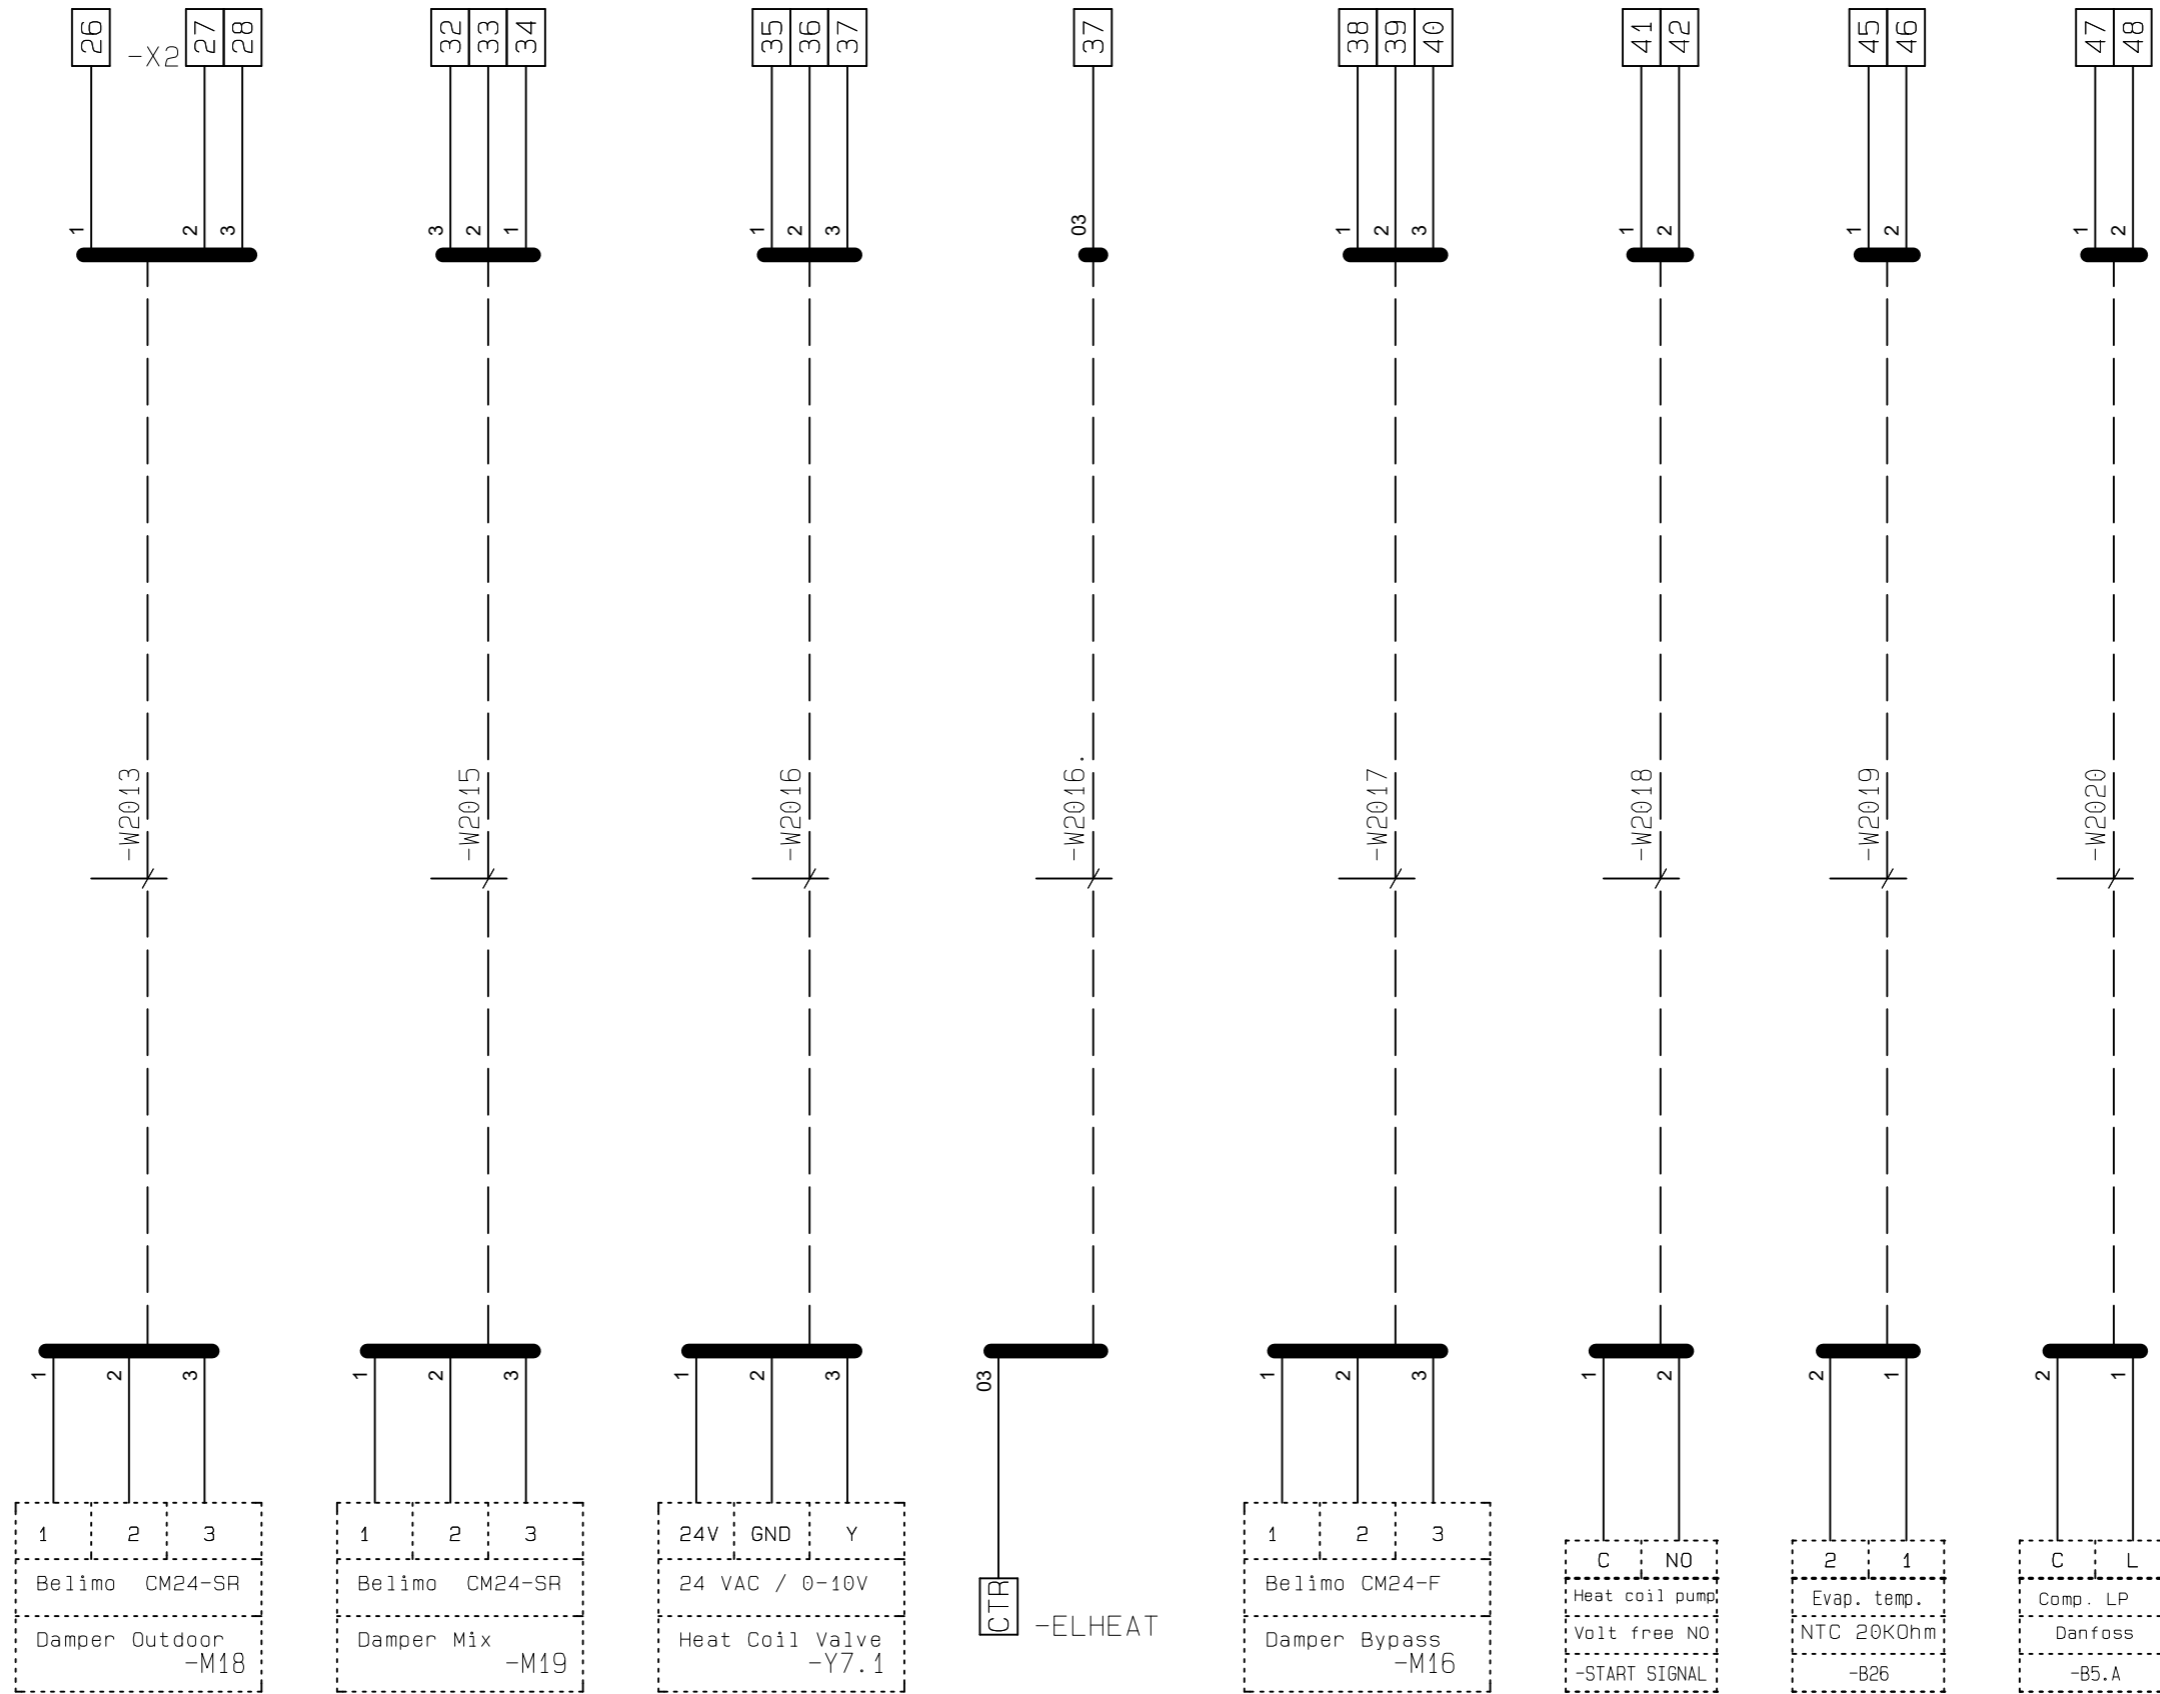 26 -X2 27 28 32 33 34 35 36 37 37 38 39 40 41 42 45 46 47 48
1 2 3 3 2 1 1 2 3 03 1 2 3 1 2 1 2 1 2
-W2013 -W2015 -W2016 -W2016. -W2017 -W2018 -W2019 -W2020
1 2 3 1 2 3 1 2 3 03 1 2 3 1 2 2 1 2 1
1 2 3
Belimo CM24-SR
Damper Outdoor
-M18
1 2 3
Belimo CM24-SR
Damper Mix
-M19
24V GND Y
24 VAC / 0-10V
Heat Coil Valve
-Y7.1
CTR -ELHEAT
1 2 3
Belimo CM24-F
Damper Bypass
-M16
C NO
Heat coil pump
Volt free NO
-START SIGNAL
2 1
Evap. temp.
NTC 20KOhm
-B26
C L
Comp. LP
Danfoss
-B5.A